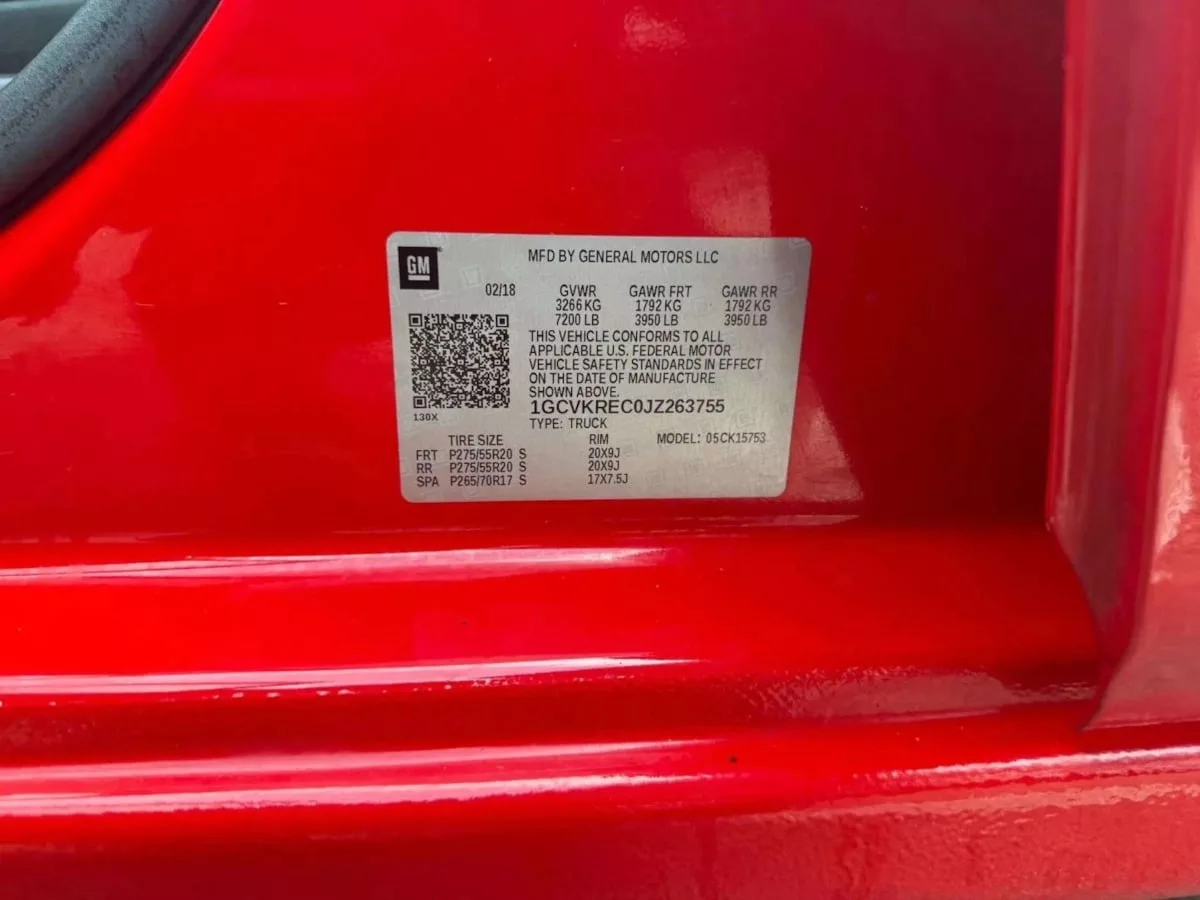 GM
MFD BY GENERAL MOTORS LLC
02/18 GVWR GAWR FRT GAWR RR
3266 KG 1792 KG 1792 KG
7200 LB 3950 LB 3950 LB
THIS VEHICLE CONFORMS TO ALL
APPLICABLE U.S. FEDERAL MOTOR
VEHICLE SAFETY STANDARDS IN EFFECT
ON THE DATE OF MANUFACTURE
SHOWN ABOVE.
1GCVKREC0JZ263755
130X
TYPE: TRUCK
TIRE SIZE RIM MODEL: 05CK15753
FRT P275/55R20 S 20X9J
RR P275/55R20 S 20X9J
SPA P265/70R17 S 17X7.5J